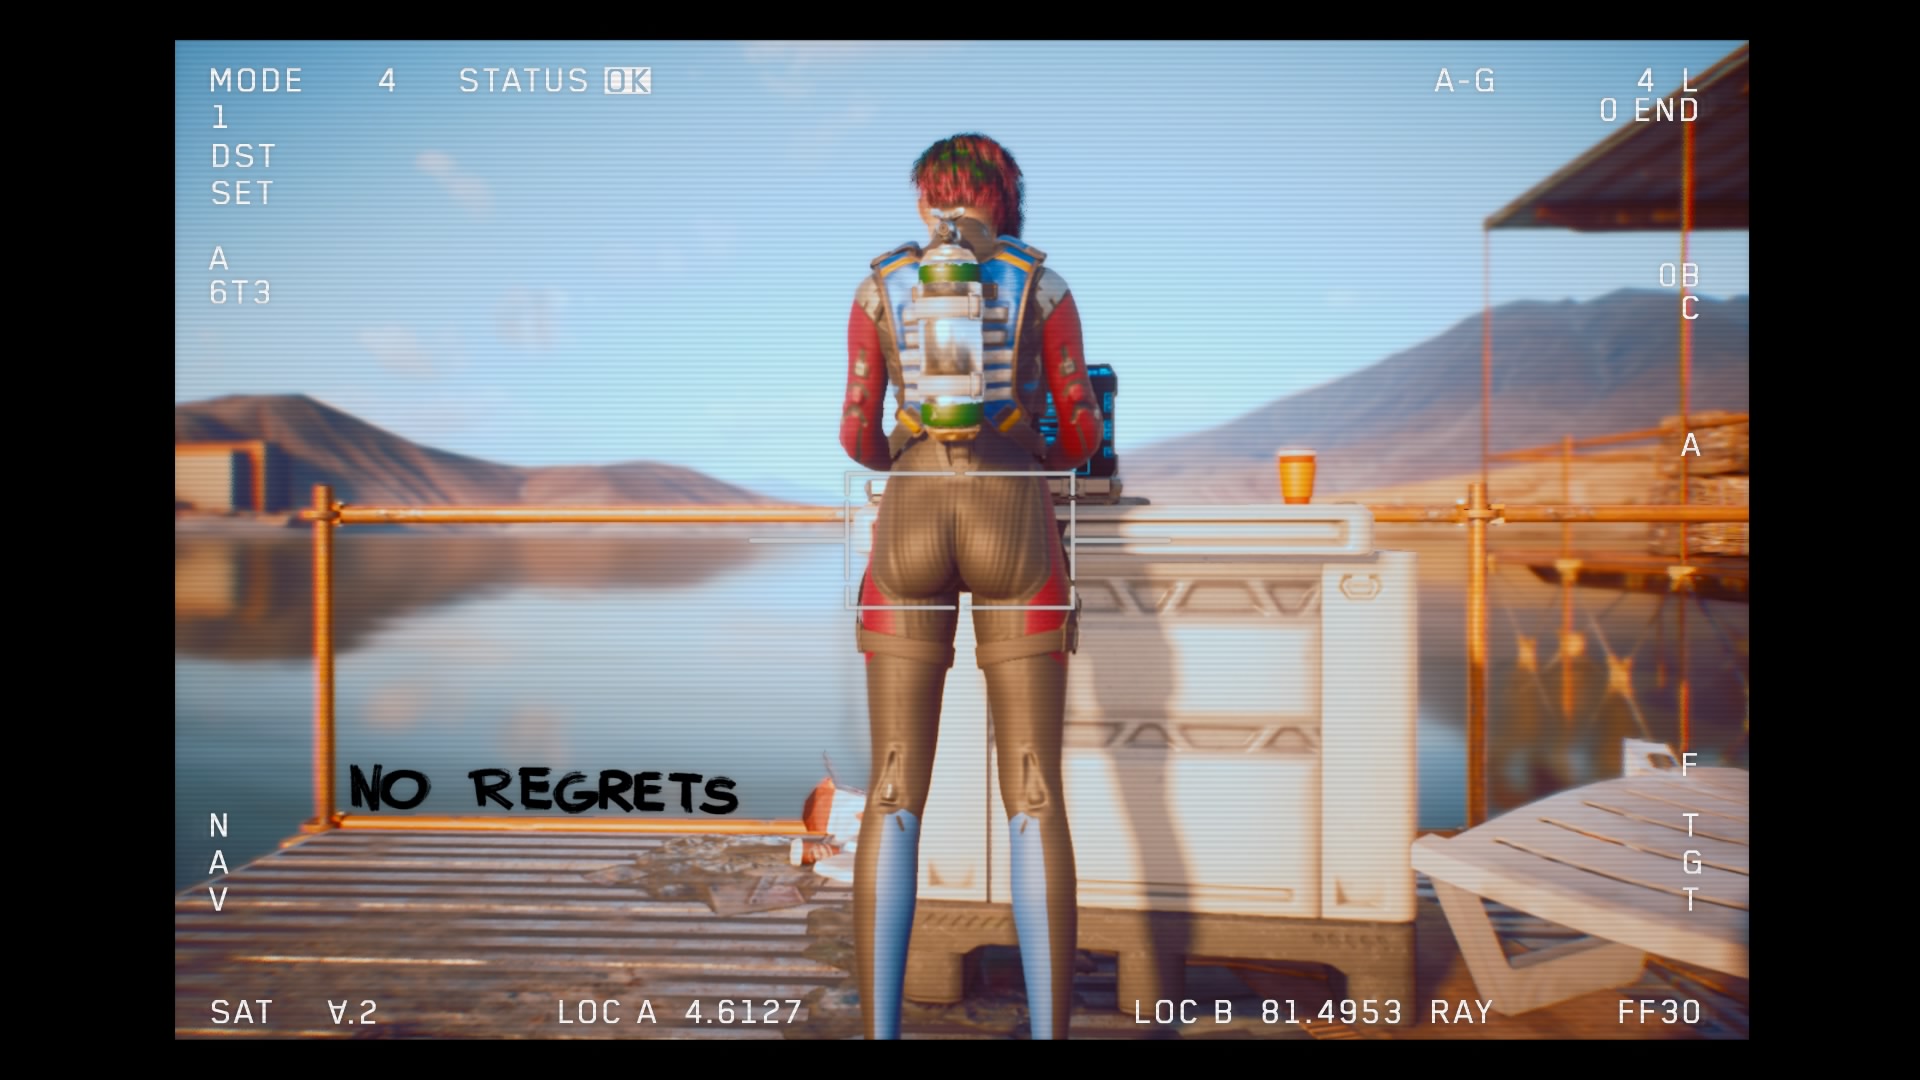 MODE 4 STATUS OK
1
DST
SET
A
6T3
A-G 4 L
0 END
OB
C
A
NO REGRETS
N
A
V
F
T
G
T
SAT ∀.2 LOC A 4.6127 LOC B 81.4953 RAY FF30